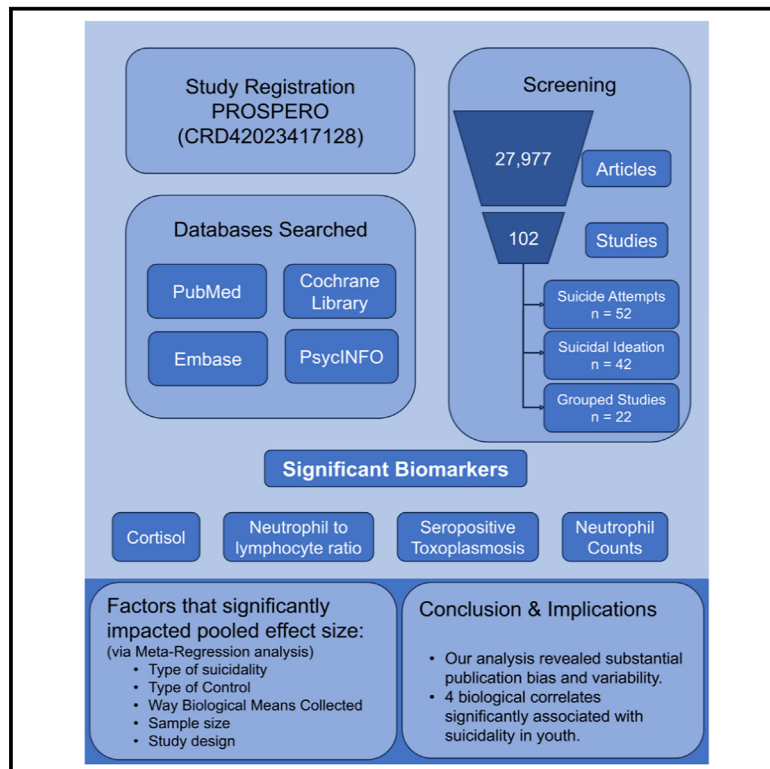 Study Registration
PROSPERO
(CRD42023417128)
Databases Searched
PubMed
Cochrane
Library
Embase
PsycINFO
Screening
27,977
Articles
102
Studies
Suicide Attempts
n = 52
Suicidal Ideation
n = 42
Grouped Studies
n = 22
Significant Biomarkers
Cortisol
Neutrophil to
lymphocyte ratio
Seropositive
Toxoplasmosis
Neutrophil
Counts
Factors that significantly
impacted pooled effect size:
(via Meta-Regression analysis)
• Type of suicidality
• Type of Control
• Way Biological Means Collected
• Sample size
• Study design
Conclusion & Implications
• Our analysis revealed substantial
publication bias and variability.
• 4 biological correlates
significantly associated with
suicidality in youth.